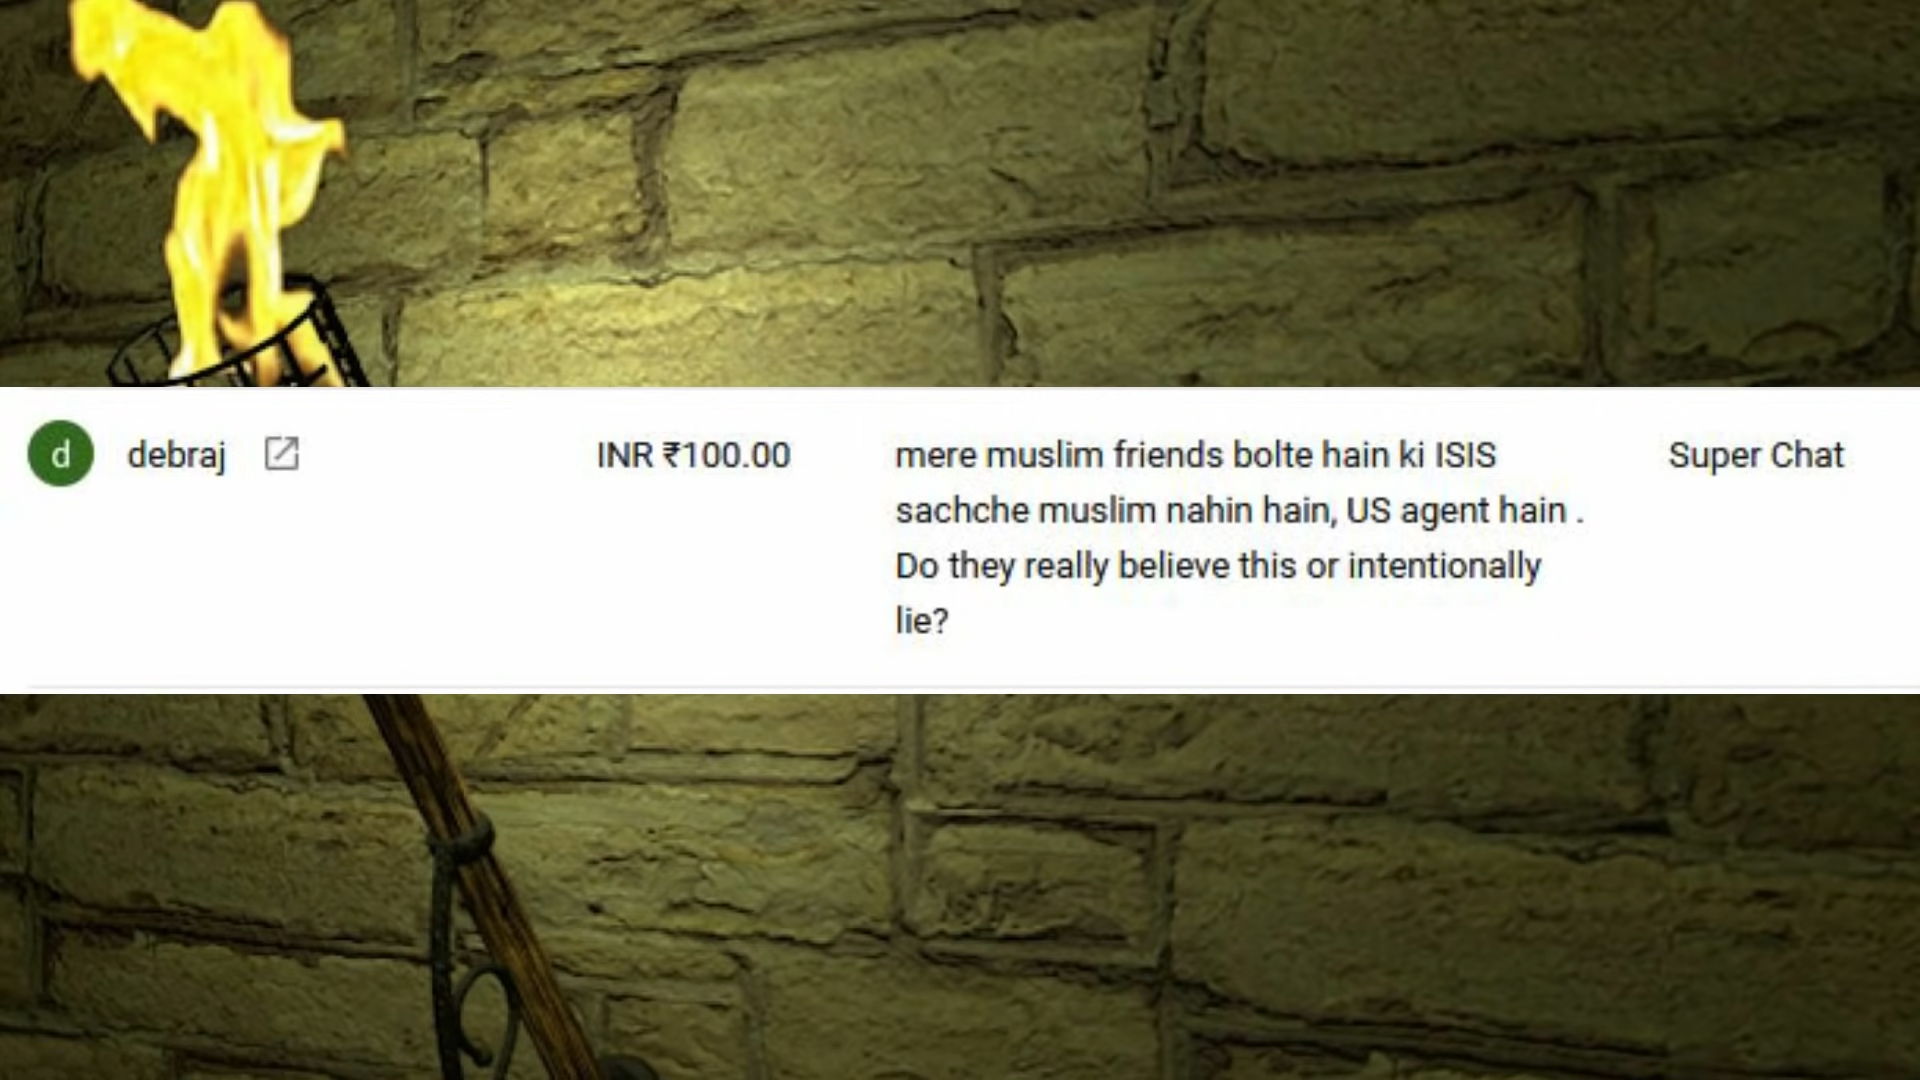 d debraj INR ₹100.00 mere muslim friends bolte hain ki ISIS Super Chat
sachche muslim nahin hain, US agent hain .
Do they really believe this or intentionally
lie?